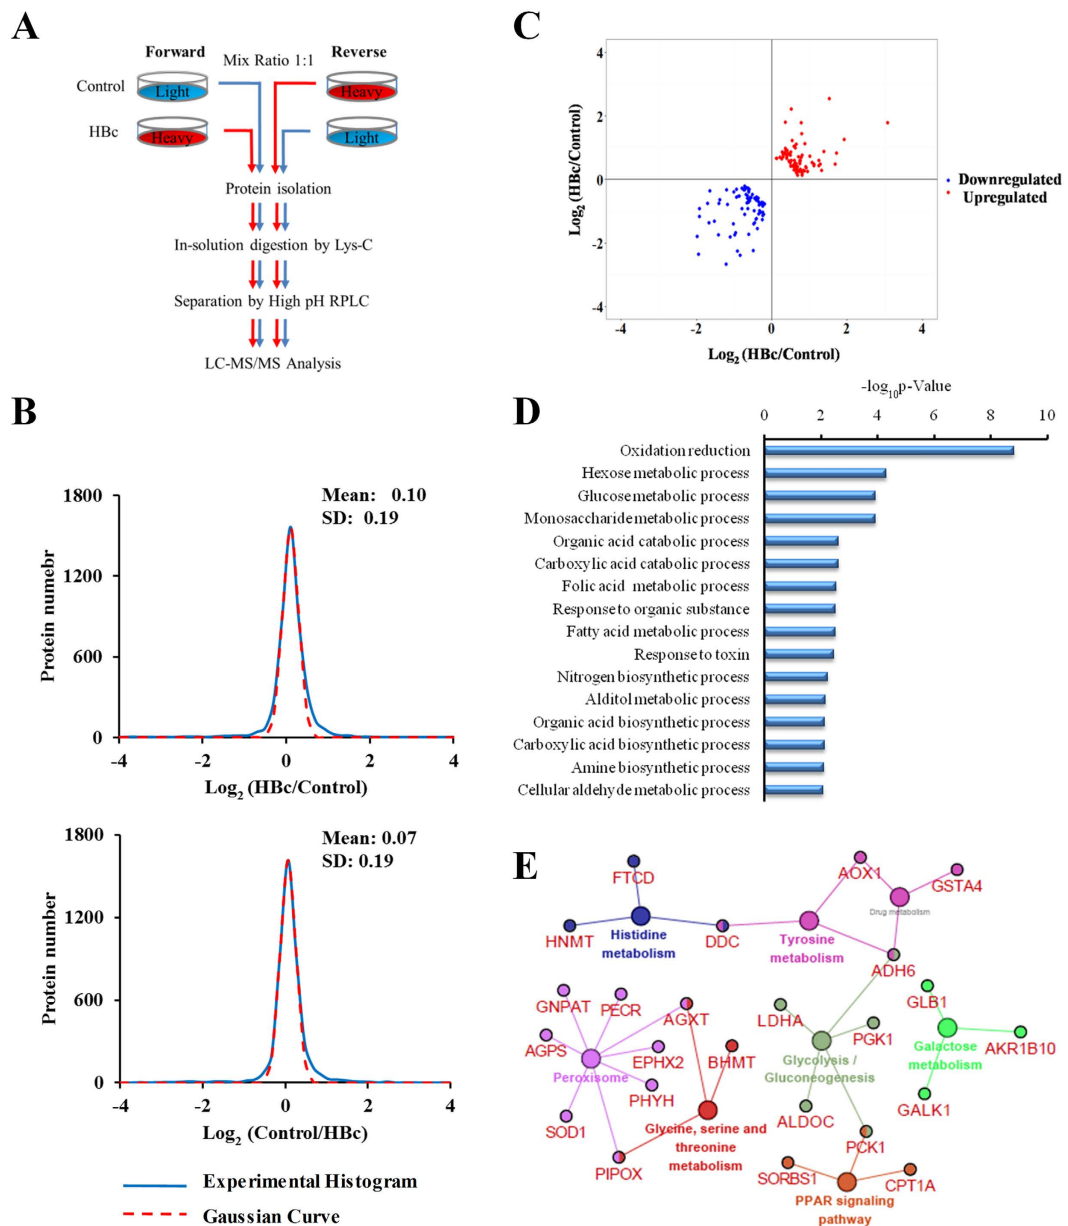 A
Forward
Reverse
Mix Ratio 1:1
Control
Light
Heavy
HBc
Heavy
Light
Protein isolation
In-solution digestion by Lys-C
Separation by High pH RPLC
LC-MS/MS Analysis
B
1800
1200
600
0
-4
-2
0
2
4
Protein numebr
Log2 (HBc/Control)
Mean: 0.10
SD: 0.19
1800
1200
600
0
-4
-2
0
2
4
Protein number
Log2 (Control/HBc)
Mean: 0.07
SD: 0.19
Experimental Histogram
Gaussian Curve
C
4
2
0
-2
-4
-4
-2
0
2
4
Log2 (HBc/Control)
Log2 (HBc/Control)
Downregulated
Upregulated
D
-log10p-Value
0
2
4
6
8
10
Oxidation reduction
Hexose metabolic process
Glucose metabolic process
Monosaccharide metabolic process
Organic acid catabolic process
Carboxylic acid catabolic process
Folic acid metabolic process
Response to organic substance
Fatty acid metabolic process
Response to toxin
Nitrogen biosynthetic process
Alditol metabolic process
Organic acid biosynthetic process
Carboxylic acid biosynthetic process
Amine biosynthetic process
Cellular aldehyde metabolic process
E
FTCD
HNMT
Histidine
metabolism
DDC
AOX1
GSTA4
Drug metabolism
Tyrosine
metabolism
ADH6
GNPAT
PECR
AGXT
AGPS
EPHX2
BHMT
Peroxisome
PHYH
SOD1
PIPOX
Glycine, serine and
threonine
metabolism
LDHA
PGK1
Glycolysis /
Gluconeogenesis
ALDOC
PCK1
GLB1
Galactose
metabolism
AKR1B10
GALK1
SORBS1
CPT1A
PPAR signaling
pathway